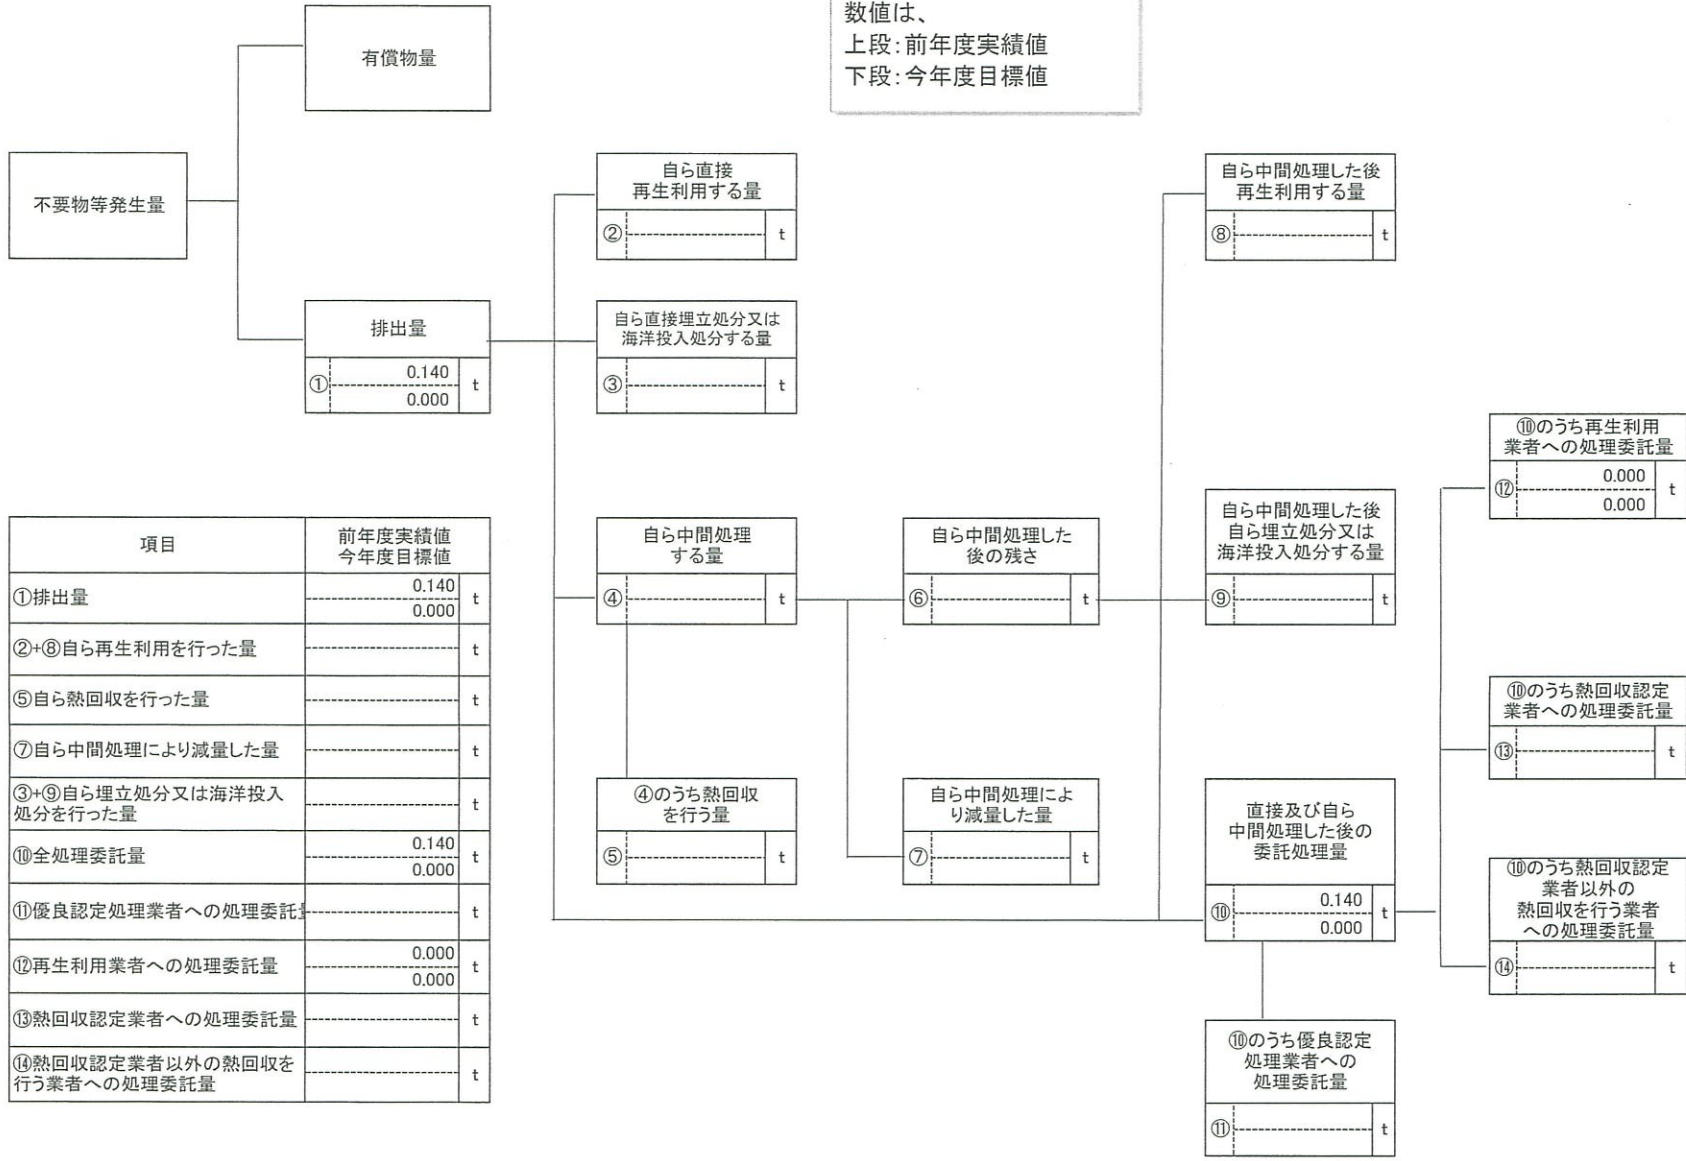 数値は、
上段：前年度実績値
下段：今年度目標値
有償物量
不要物等発生量
排出量
①
0.140
0.000
t
自ら直接
再生利用する量
②
t
自ら直接埋立処分又は
海洋投入処分する量
③
t
自ら中間処理した後
再生利用する量
⑧
t
自ら中間処理
する量
④
t
自ら中間処理した
後の残さ
⑥
t
自ら中間処理した後
自ら埋立処分又は
海洋投入処分する量
⑨
t
④のうち熱回収
を行う量
⑤
t
自ら中間処理によ
り減量した量
⑦
t
直接及び自ら
中間処理した後の
委託処理量
⑩
0.140
0.000
t
⑩のうち優良認定
処理業者への
処理委託量
⑪
t
⑩のうち再生利用
業者への処理委託量
⑫
0.000
0.000
t
⑩のうち熱回収認定
業者への処理委託量
⑬
t
⑩のうち熱回収認定
業者以外の
熱回収を行う業者
への処理委託量
⑭
t
項目
前年度実績値
今年度目標値
①排出量
0.140
0.000
t
②+⑧自ら再生利用を行った量
t
⑤自ら熱回収を行った量
t
⑦自ら中間処理により減量した量
t
③+⑨自ら埋立処分又は海洋投入
処分を行った量
t
⑩全処理委託量
0.140
0.000
t
⑪優良認定処理業者への処理委託
t
⑫再生利用業者への処理委託量
0.000
0.000
t
⑬熱回収認定業者への処理委託量
t
⑭熱回収認定業者以外の熱回収を
行う業者への処理委託量
t